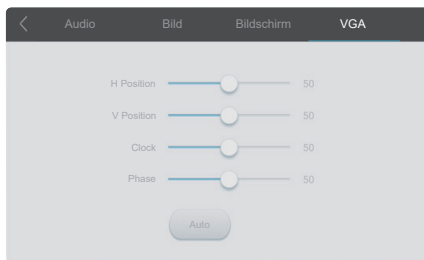 Audio Bild Bildschirm VGA
H Position 50
V Position 50
Clock 50
Phase 50
Auto